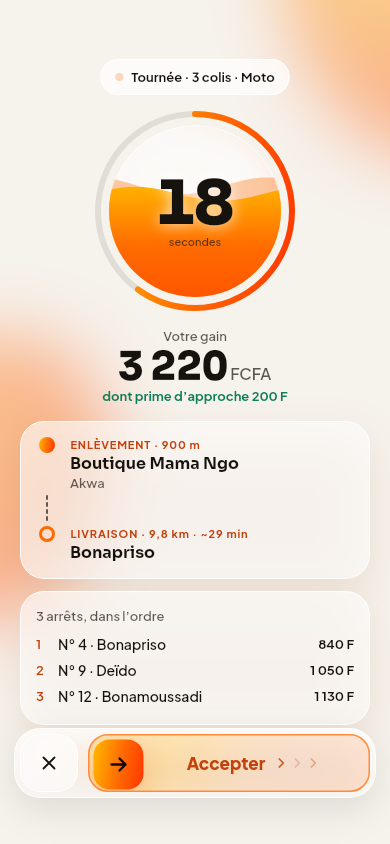 Tournée · 3 colis · Moto
18
secondes
Votre gain
3 220 FCFA
dont prime d’approche 200 F
ENLÈVEMENT · 900 m
Boutique Mama Ngo
Akwa
LIVRAISON · 9,8 km · ~29 min
Bonapriso
3 arrêts, dans l’ordre
1 N° 4 · Bonapriso 840 F
2 N° 9 · Deïdo 1 050 F
3 N° 12 · Bonamoussadi 1 130 F
Accepter